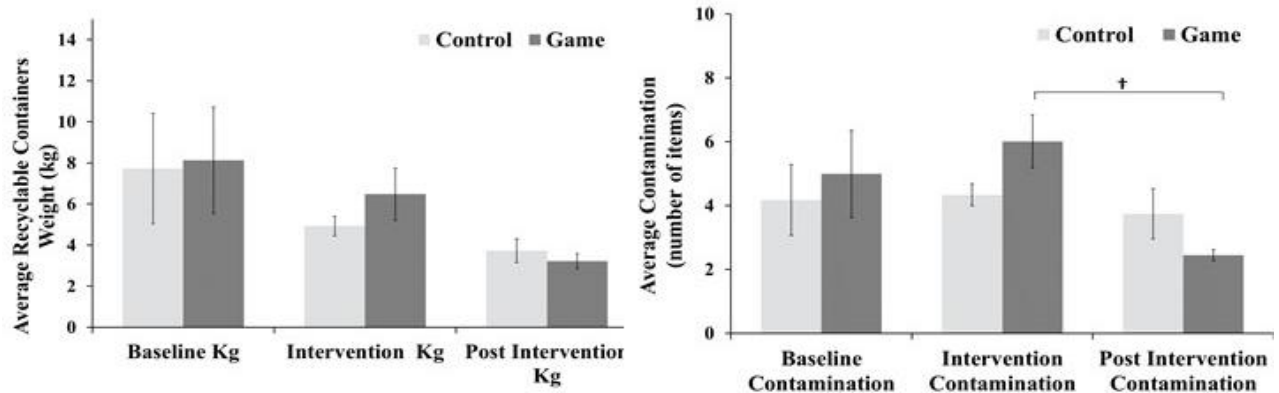 Average Recyclable Containers
Weight (kg)
14
12
10
8
6
4
2
0
Control Game
Baseline Kg
Intervention Kg
Post Intervention
Kg
Average Contamination
(number of items)
10
8
6
4
2
0
Control Game
†
Baseline
Contamination
Intervention
Contamination
Post Intervention
Contamination